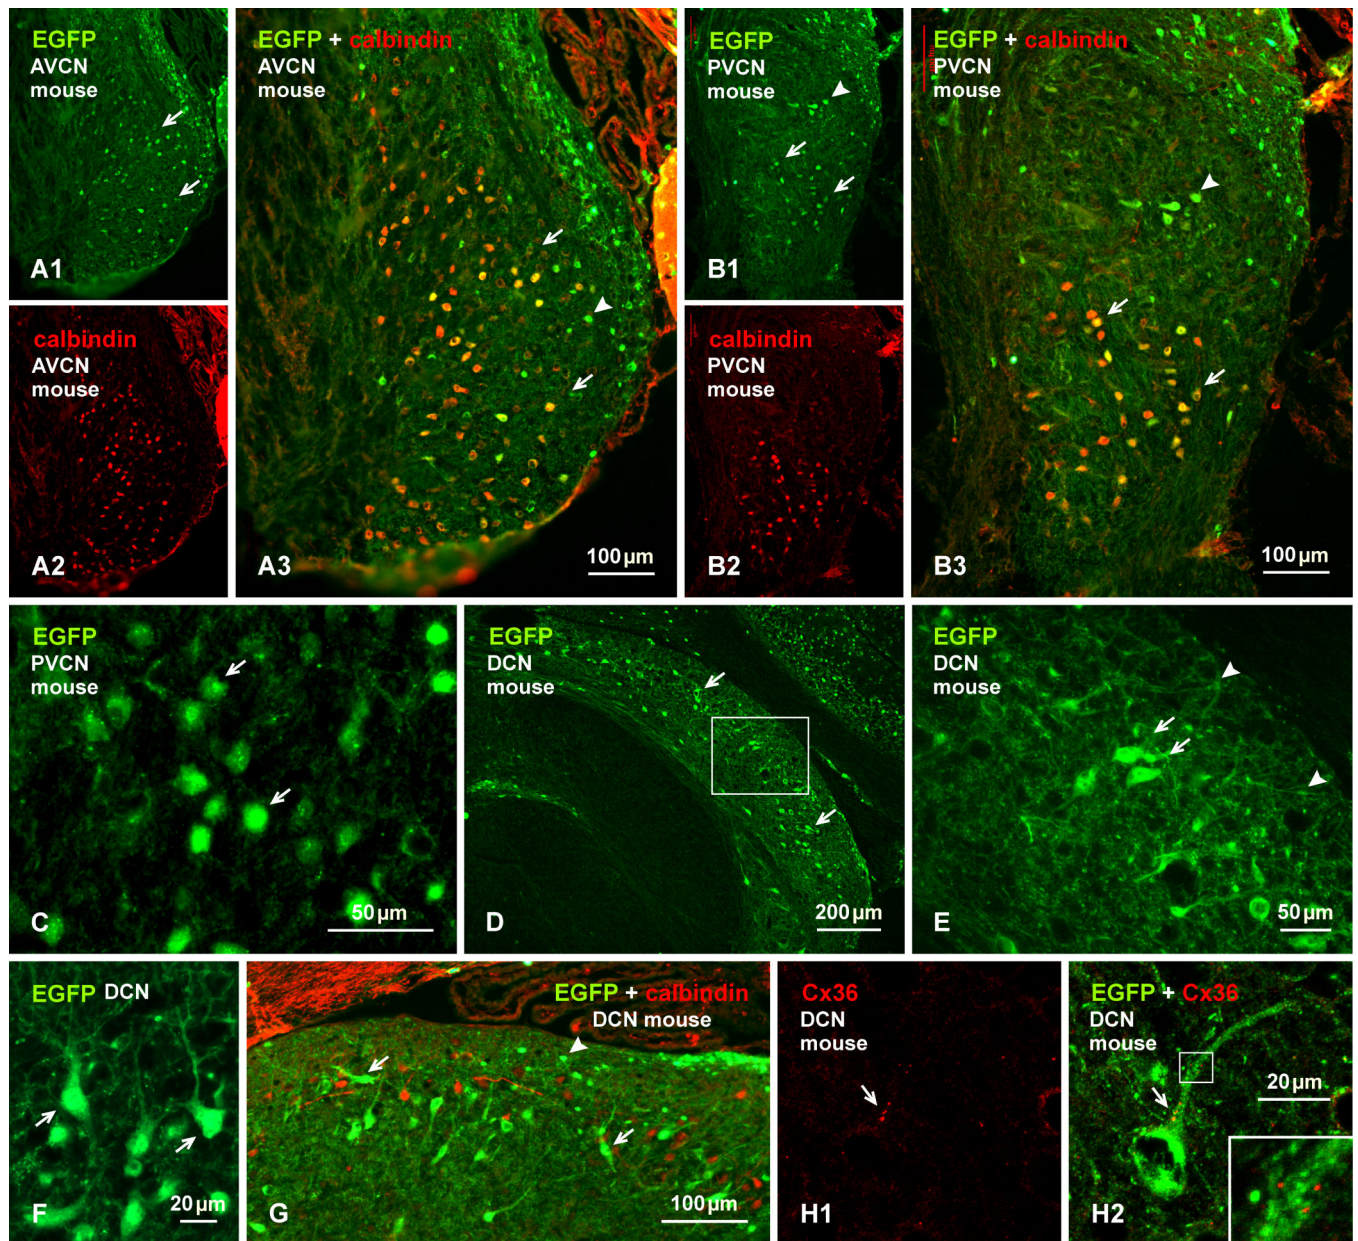 EGFP
AVCN
mouse
A1
calbindin
AVCN
mouse
A2
EGFP + calbindin
AVCN
mouse
A3
100 µm
EGFP
PVCN
mouse
B1
calbindin
PVCN
mouse
B2
EGFP + calbindin
PVCN
mouse
B3
100 µm
EGFP
PVCN
mouse
C
50 µm
EGFP
DCN
mouse
D
200 µm
EGFP
DCN
mouse
E
50 µm
EGFP DCN
F
20 µm
EGFP + calbindin
DCN mouse
G
100 µm
Cx36
DCN
mouse
H1
EGFP + Cx36
DCN
mouse
20 µm
H2